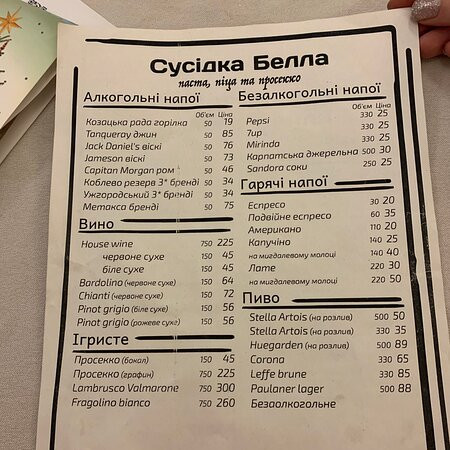 Сусідка Белла
паста, піца та просекко
Алкогольні напої
Об'єм Ціна
Козацька рада горілка 50 19
Tanqueray джин 50 85
Jack Daniel's віскі 50 76
Jameson віскі 50 73
Capitan Morgan ром 50 46
Коблево резерв 3* бренді 50 34
Ужгородський 3* бренді 50 34
Метакса бренді 50 75
Вино
House wine 750 225
червоне сухе 150 45
біле сухе 150 45
Bardolino (червоне сухе) 150 64
Chianti (червоне сухе) 150 72
Pinot grigio (біле сухе) 150 56
Pinot grigio (рожеве сухе) 150 56
Ігристе
Просекка (бокал) 150 45
Просекка (графин) 750 225
Lambrusco Valmarone 750 300
Fragolino bianco 750 260
Безалкогольні напої
Об'єм Ціна
Pepsi 330 25
7up 330 25
Mirinda 330 25
Карпатська джерельна 500 30
Sandora соки 250 25
Гарячі напої
Еспресо 30 20
Подвійне еспресо 60 35
Американо 110 20
Капучіно 140 25
на мигдалевому молоці 140 40
Лате 220 30
на мигдалевому молоці 220 50
Пиво
Stella Artois (на розлив) 500 50
Stella Artois (на розлив) 330 35
Huegarden (на розлив) 500 89
Corona 330 65
Leffe brune 330 85
Paulaner lager 500 88
Безаолкогольне